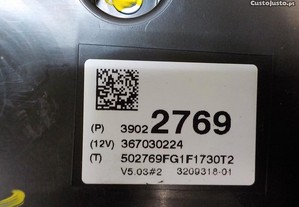 CustoJusto.pt
(P) 3902 2769
(12V) 367030224
(T) 502769FG1F1730T2
V5.03#2 3209318-01